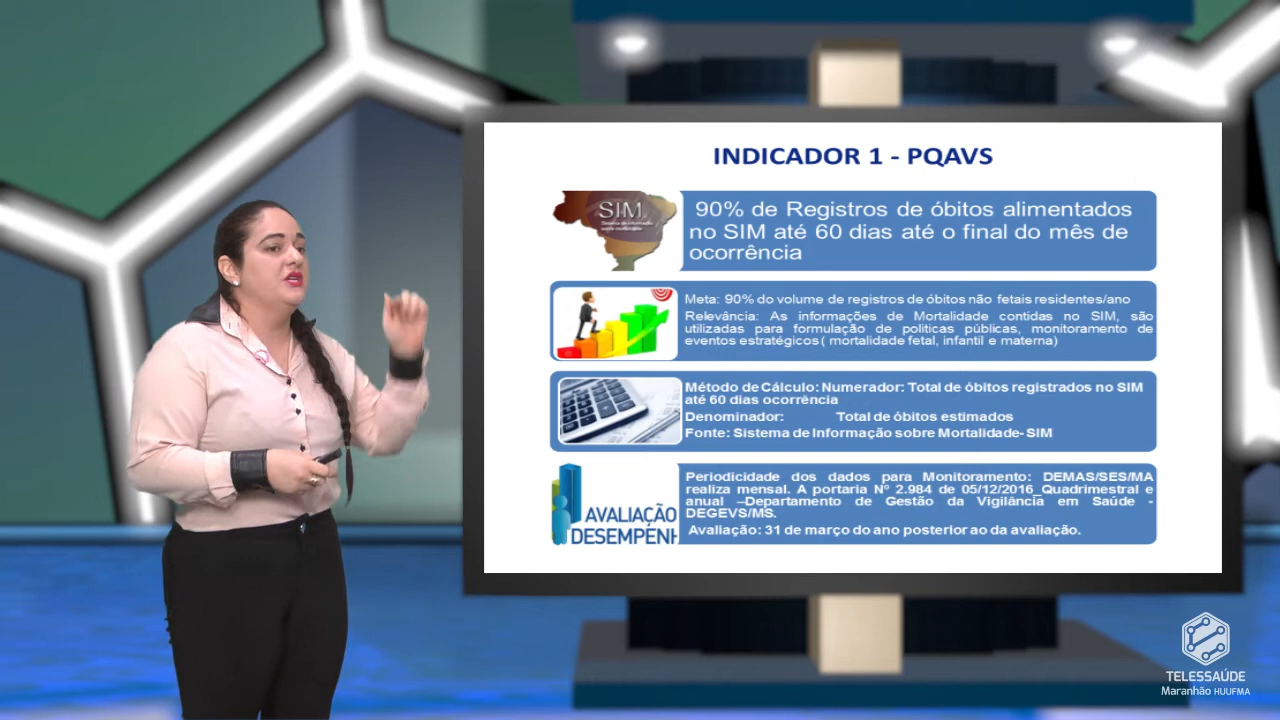 INDICADOR 1 - PQAVS
SIM
90% de Registros de óbitos alimentados
no SIM até 60 dias até o final do mês de
ocorrência
Meta: 90% do volume de registros de óbitos não fetais residentes/ano
Relevância: As informações de Mortalidade contidas no SIM, são
utilizadas para formulação de politicas públicas, monitoramento de
eventos estratégicos ( mortalidade fetal, infantil e materna)
Método de Cálculo: Numerador: Total de óbitos registrados no SIM
até 60 dias ocorrência
Denominador: Total de óbitos estimados
Fonte: Sistema de Informação sobre Mortalidade- SIM
AVALIAÇÃO
DESEMPENH
Periodicidade dos dados para Monitoramento: DEMAS/SES/MA
realiza mensal. A portaria Nº 2.984 de 05/12/2016 Quadrimestral e
anual –Departamento de Gestão da Vigilância em Saúde -
DEGEVS/MS.
Avaliação: 31 de março do ano posterior ao da avaliação.
TELESSAÚDE
Maranhão HUUFMA